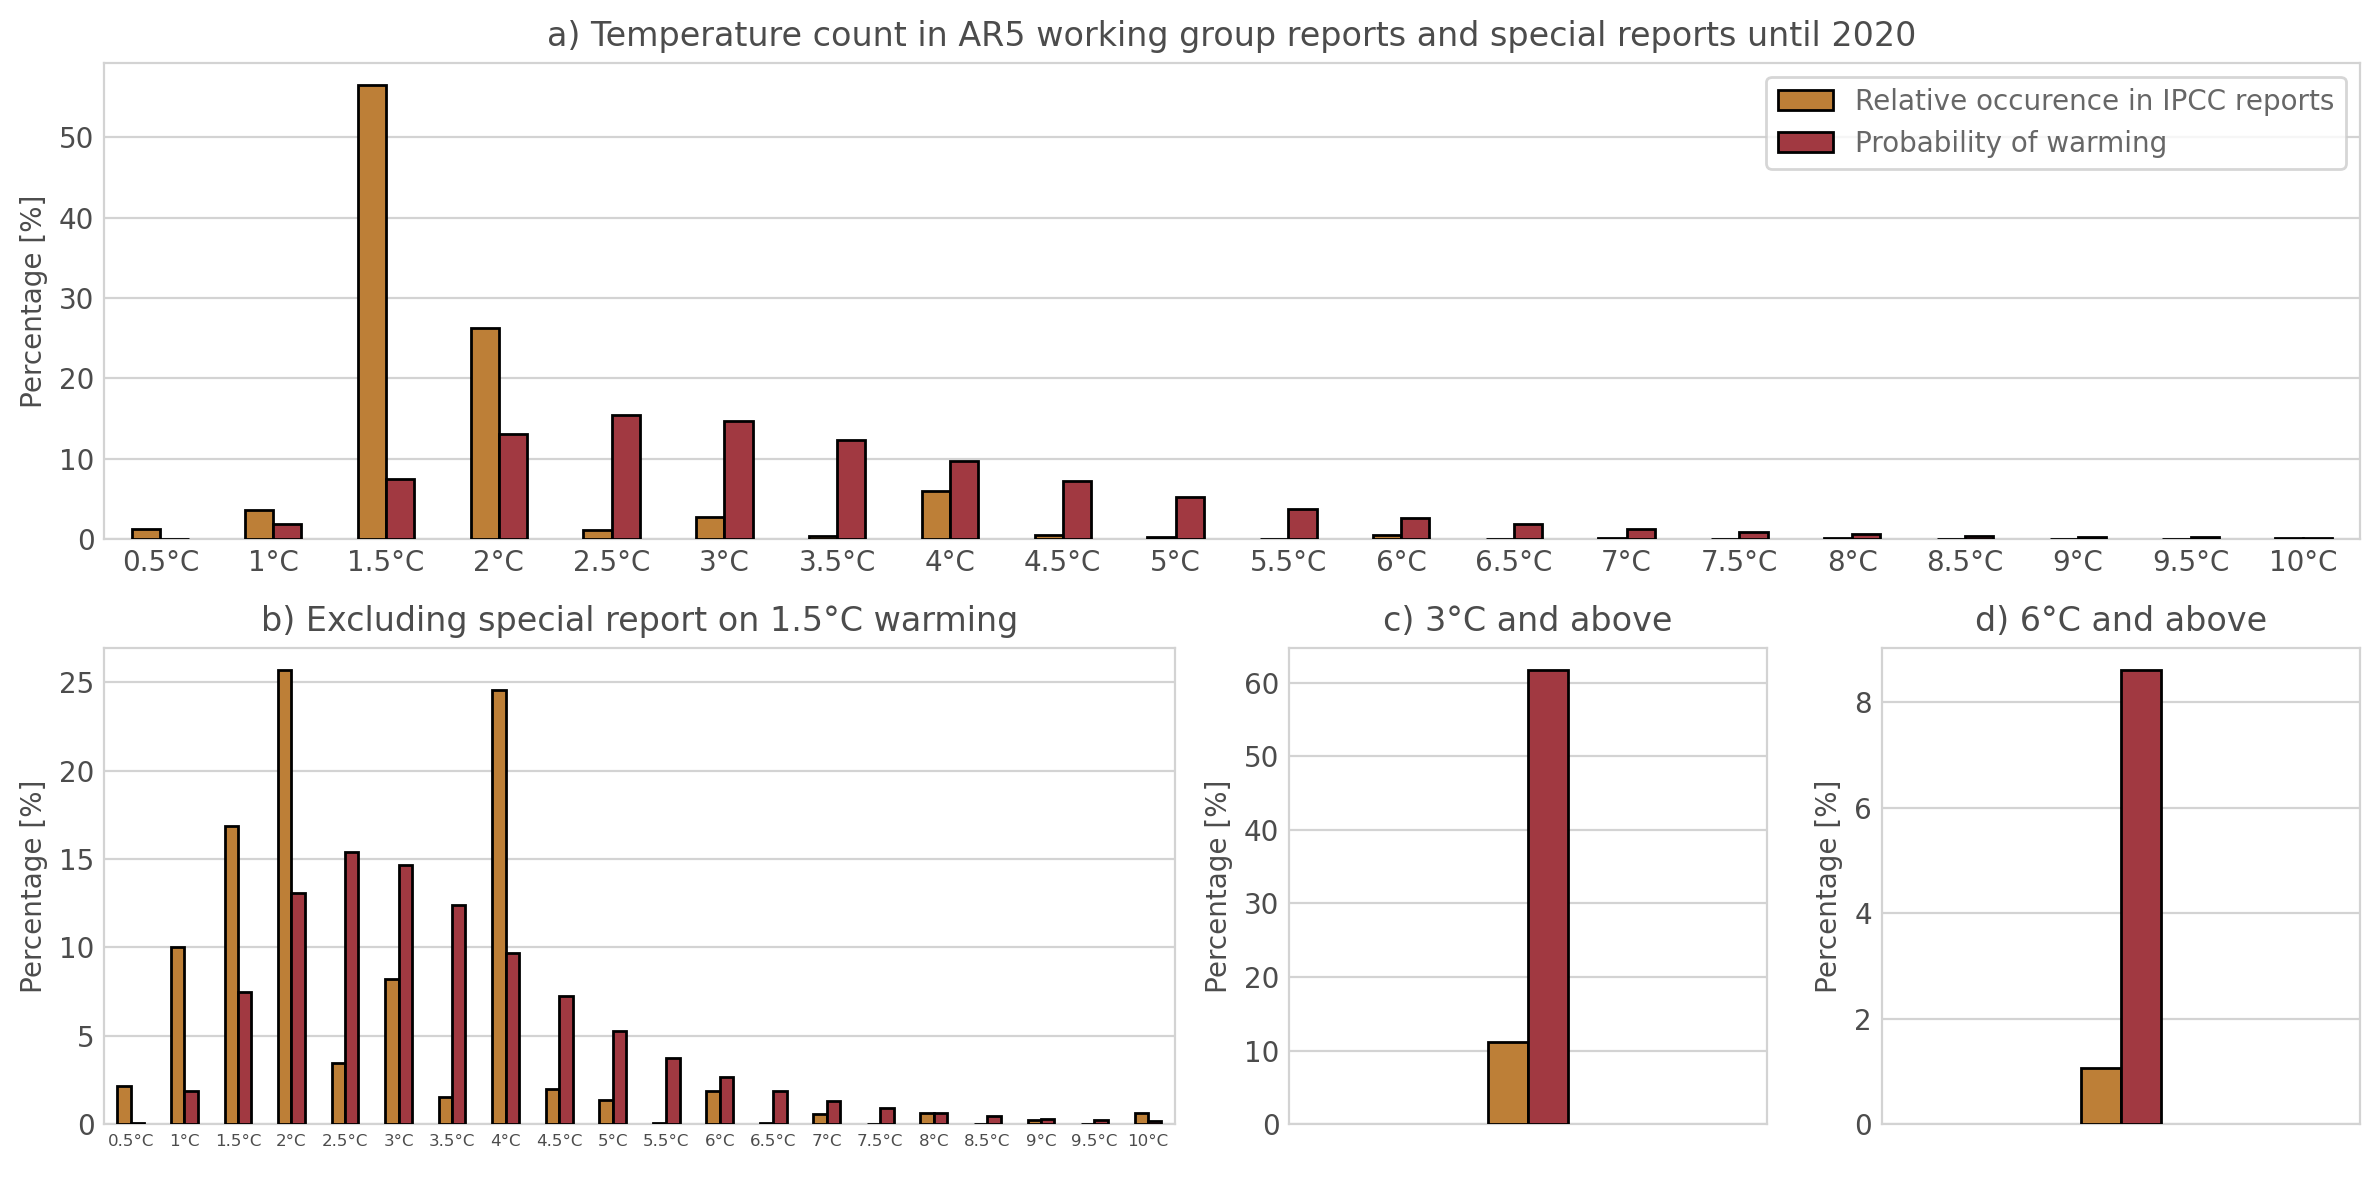 a) Temperature count in AR5 working group reports and special reports until 2020
Relative occurence in IPCC reports
Probability of warming
Percentage [%]
50
40
30
20
10
0
0.5°C 1°C 1.5°C 2°C 2.5°C 3°C 3.5°C 4°C 4.5°C 5°C 5.5°C 6°C 6.5°C 7°C 7.5°C 8°C 8.5°C 9°C 9.5°C 10°C
b) Excluding special report on 1.5°C warming
Percentage [%]
25
20
15
10
5
0
0.5°C 1°C 1.5°C 2°C 2.5°C 3°C 3.5°C 4°C 4.5°C 5°C 5.5°C 6°C 6.5°C 7°C 7.5°C 8°C 8.5°C 9°C 9.5°C 10°C
c) 3°C and above
Percentage [%]
60
50
40
30
20
10
0
d) 6°C and above
Percentage [%]
8
6
4
2
0